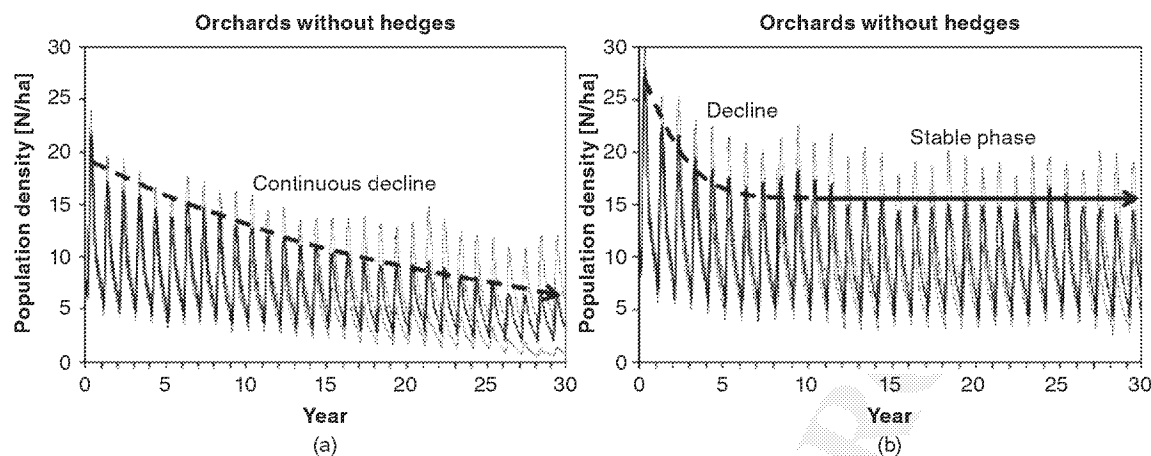 Orchards without hedges
Population density [N/ha]
30
25
20
15
10
5
0
Continuous decline
0 5 10 15 20 25 30
Year
(a)
Orchards without hedges
Population density [N/ha]
30
25
20
15
10
5
0
Decline
Stable phase
0 5 10 15 20 25 30
Year
(b)